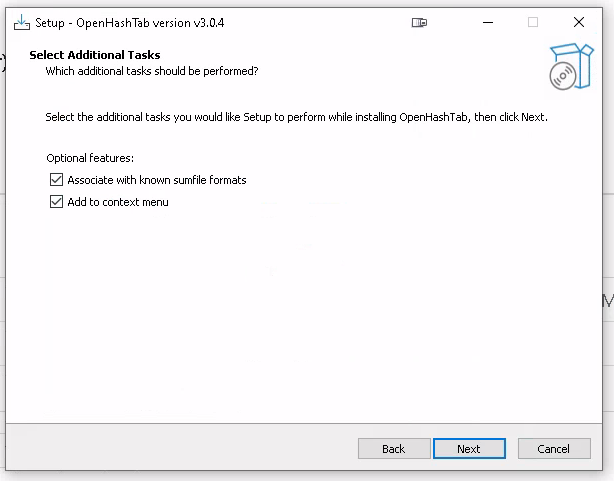 Setup - OpenHashTab version v3.0.4
Select Additional Tasks
Which additional tasks should be performed?
Select the additional tasks you would like Setup to perform while installing OpenHashTab, then click Next.
Optional features:
Associate with known sumfile formats
Add to context menu
Back Next Cancel